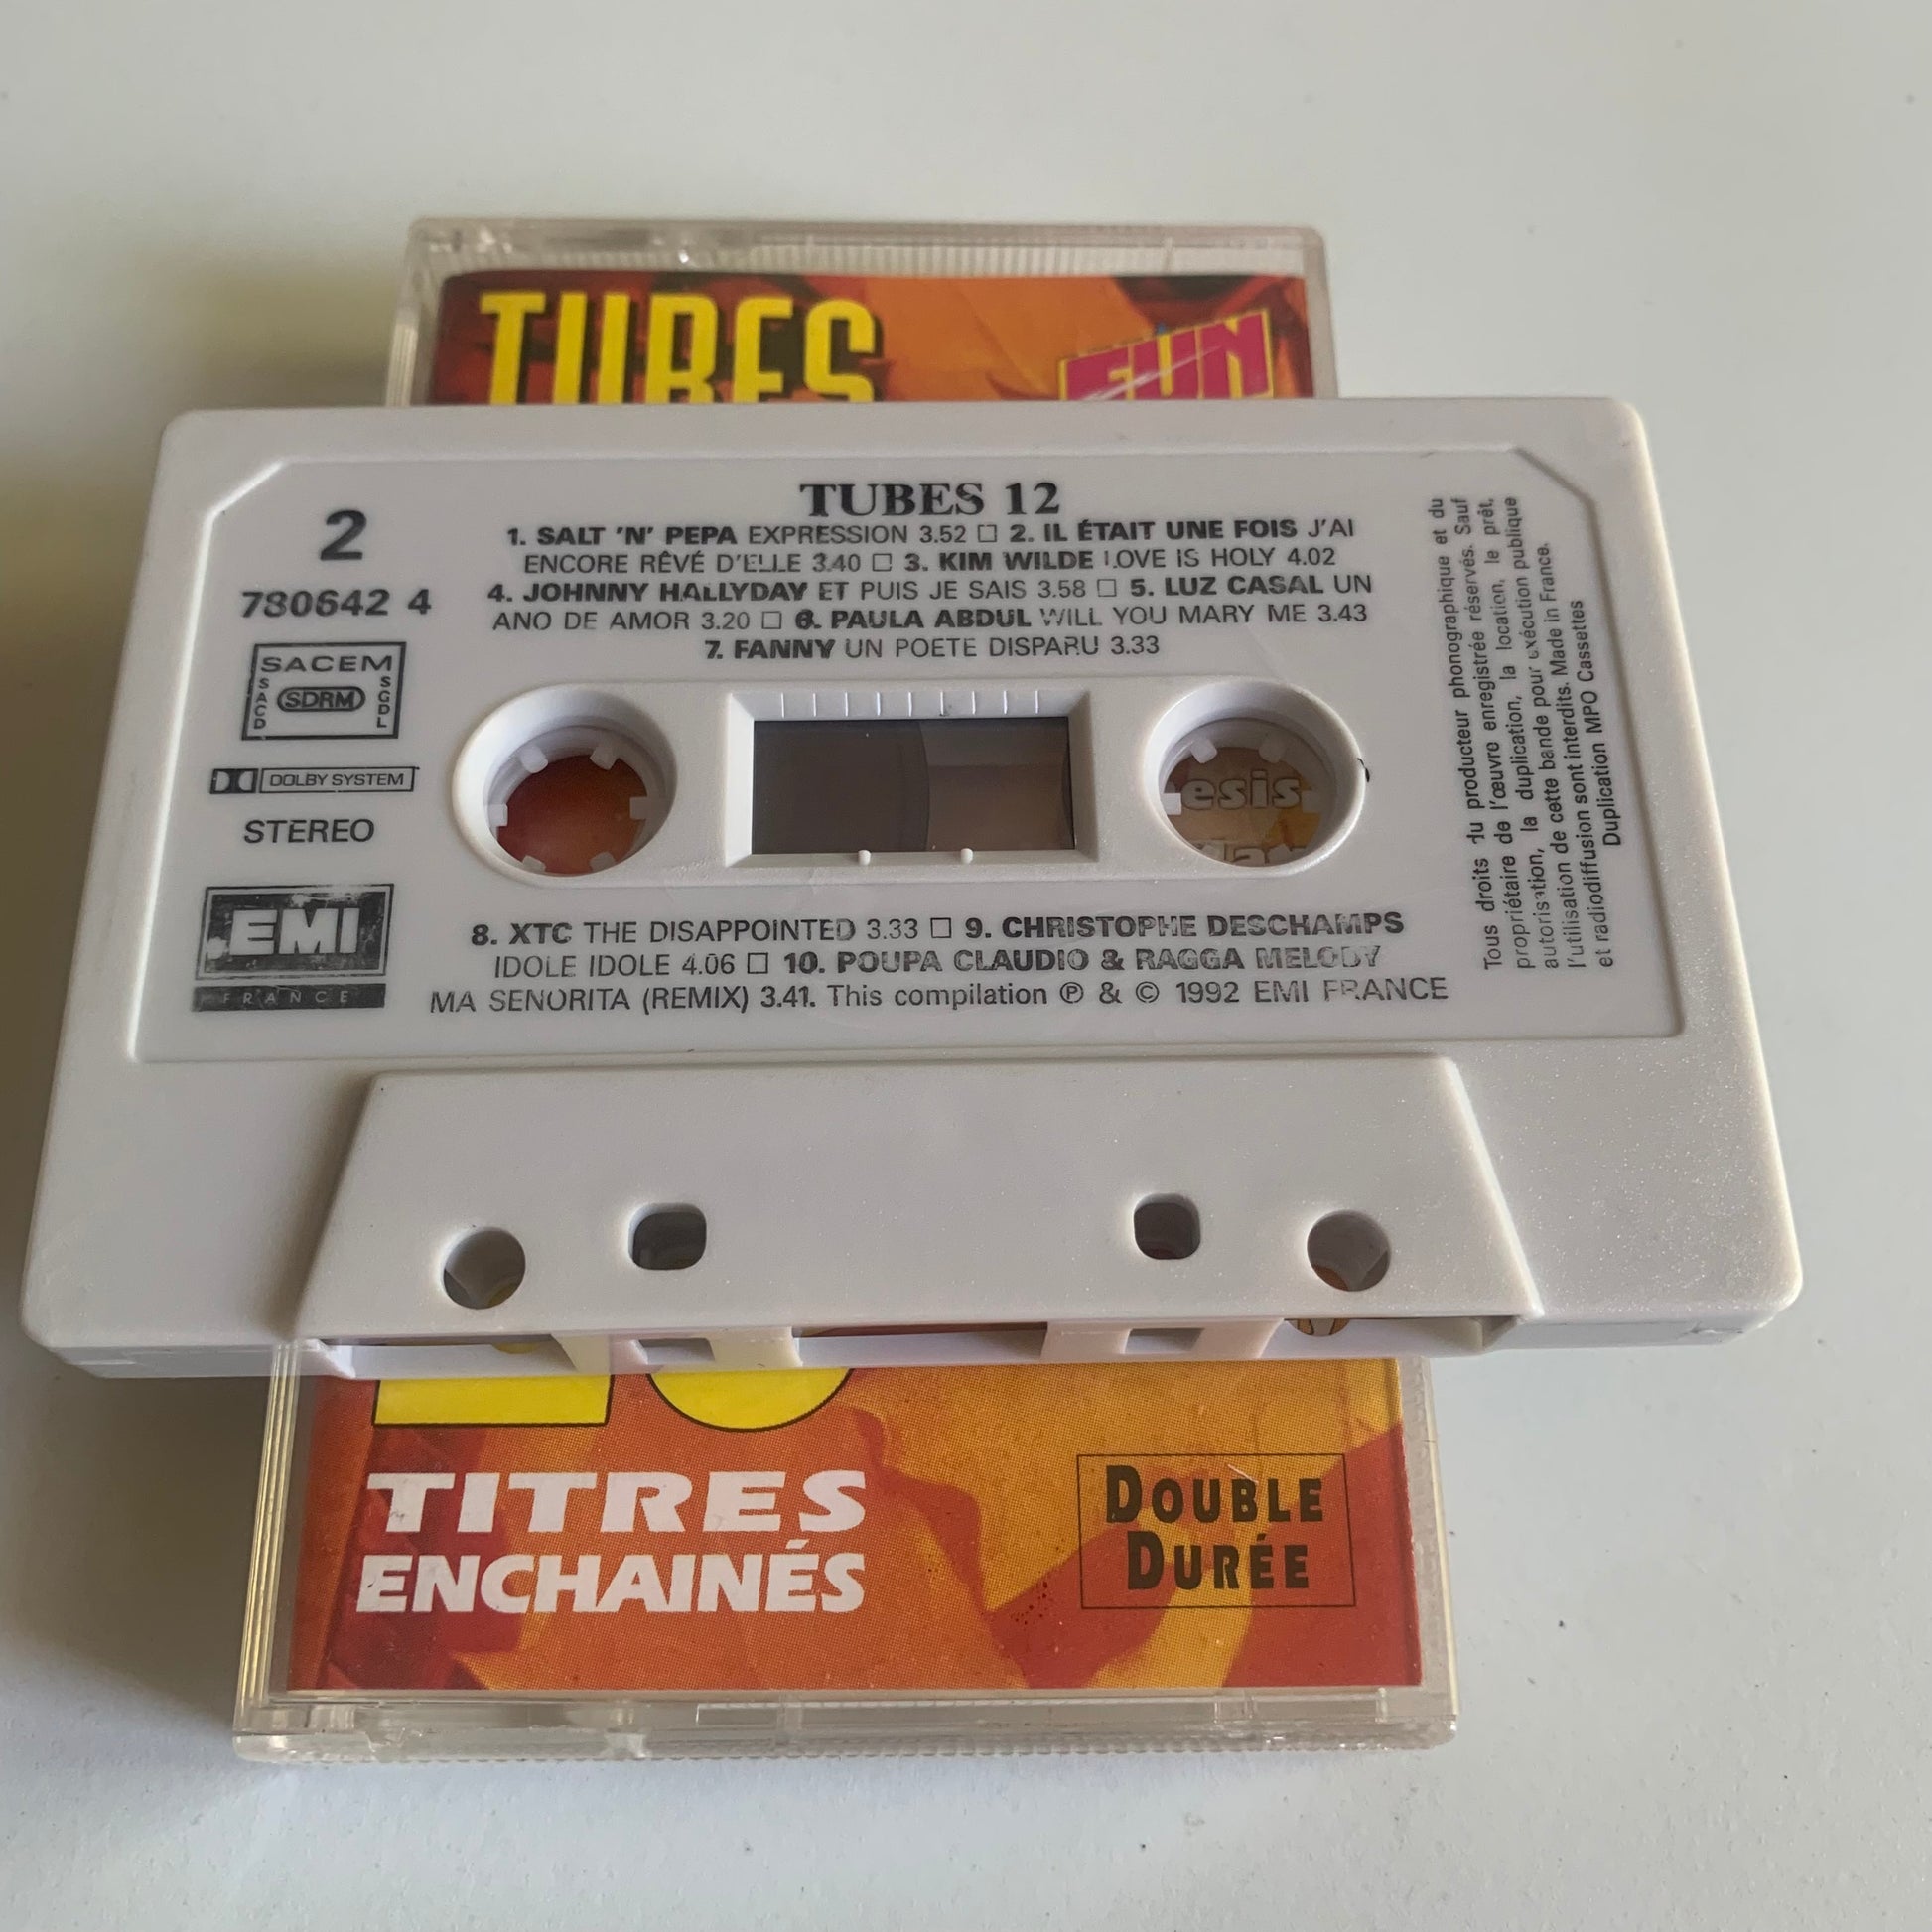 TUBES
FUN
2
780642 4
SACEM
SACD
SDRM
SGDL
DOLBY SYSTEM
STEREO
EMI
FRANCE
TUBES 12
1. SALT 'N' PEPA EXPRESSION 3.52 □ 2. IL ÉTAIT UNE FOIS J'AI
ENCORE RÊVÉ D'ELLE 3.40 □ 3. KIM WILDE LOVE IS HOLY 4.02
4. JOHNNY HALLYDAY ET PUIS JE SAIS 3.58 □ 5. LUZ CASAL UN
ANO DE AMOR 3.20 □ 6. PAULA ABDUL WILL YOU MARY ME 3.43
7. FANNY UN POETE DISPARU 3.33
esis
8. XTC THE DISAPPOINTED 3.33 □ 9. CHRISTOPHE DESCHAMPS
IDOLE IDOLE 4.06 □ 10. POUPA CLAUDIO & RAGGA MELODY
MA SENORITA (REMIX) 3.41. This compilation ℗ & © 1992 EMI FRANCE
Tous droits du producteur phonographique et du
propriétaire de l'œuvre enregistrée réservés. Sauf
autorisation, la duplication, la location, le prêt,
l'utilisation de cette bande pour exécution publique
et radiodiffusion sont interdits. Made in France.
Duplication MPO Cassettes
TITRES
ENCHAINÉS
DOUBLE
DURÉE